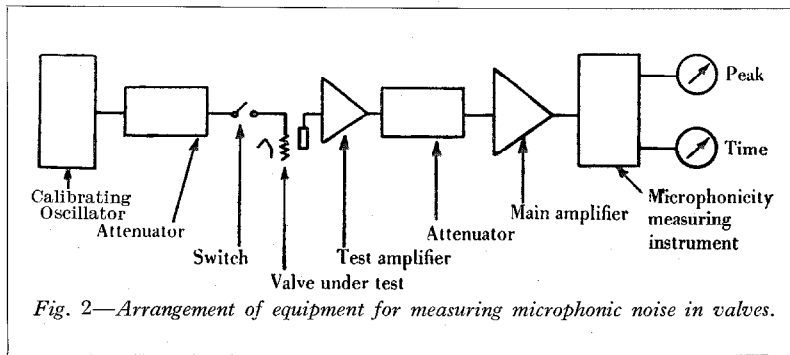 Peak
Time
Calibrating
Oscillator
Attenuator
Switch
Valve under test
Test amplifier
Attenuator
Main amplifier
Microphonicity
measuring
instrument
Fig. 2—Arrangement of equipment for measuring microphonic noise in valves.